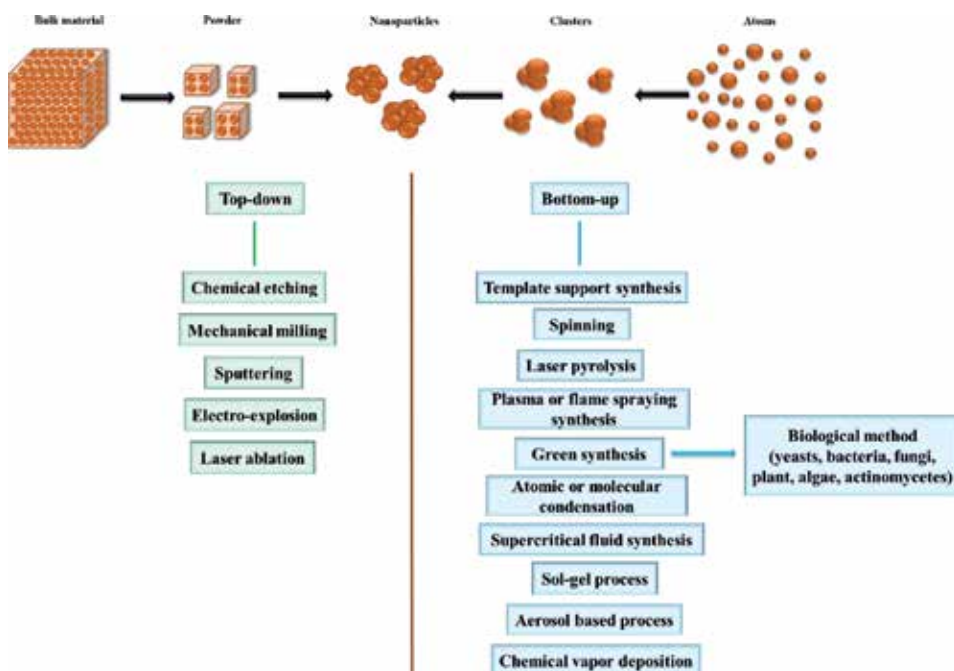 Bulk material
Powder
Nanoparticles
Clusters
Atoms
Top-down
Chemical etching
Mechanical milling
Sputtering
Electro-explosion
Laser ablation
Bottom-up
Template support synthesis
Spinning
Laser pyrolysis
Plasma or flame spraying
synthesis
Green synthesis
Biological method
(yeasts, bacteria, fungi,
plant, algae, actinomycetes)
Atomic or molecular
condensation
Supercritical fluid synthesis
Sol-gel process
Aerosol based process
Chemical vapor deposition